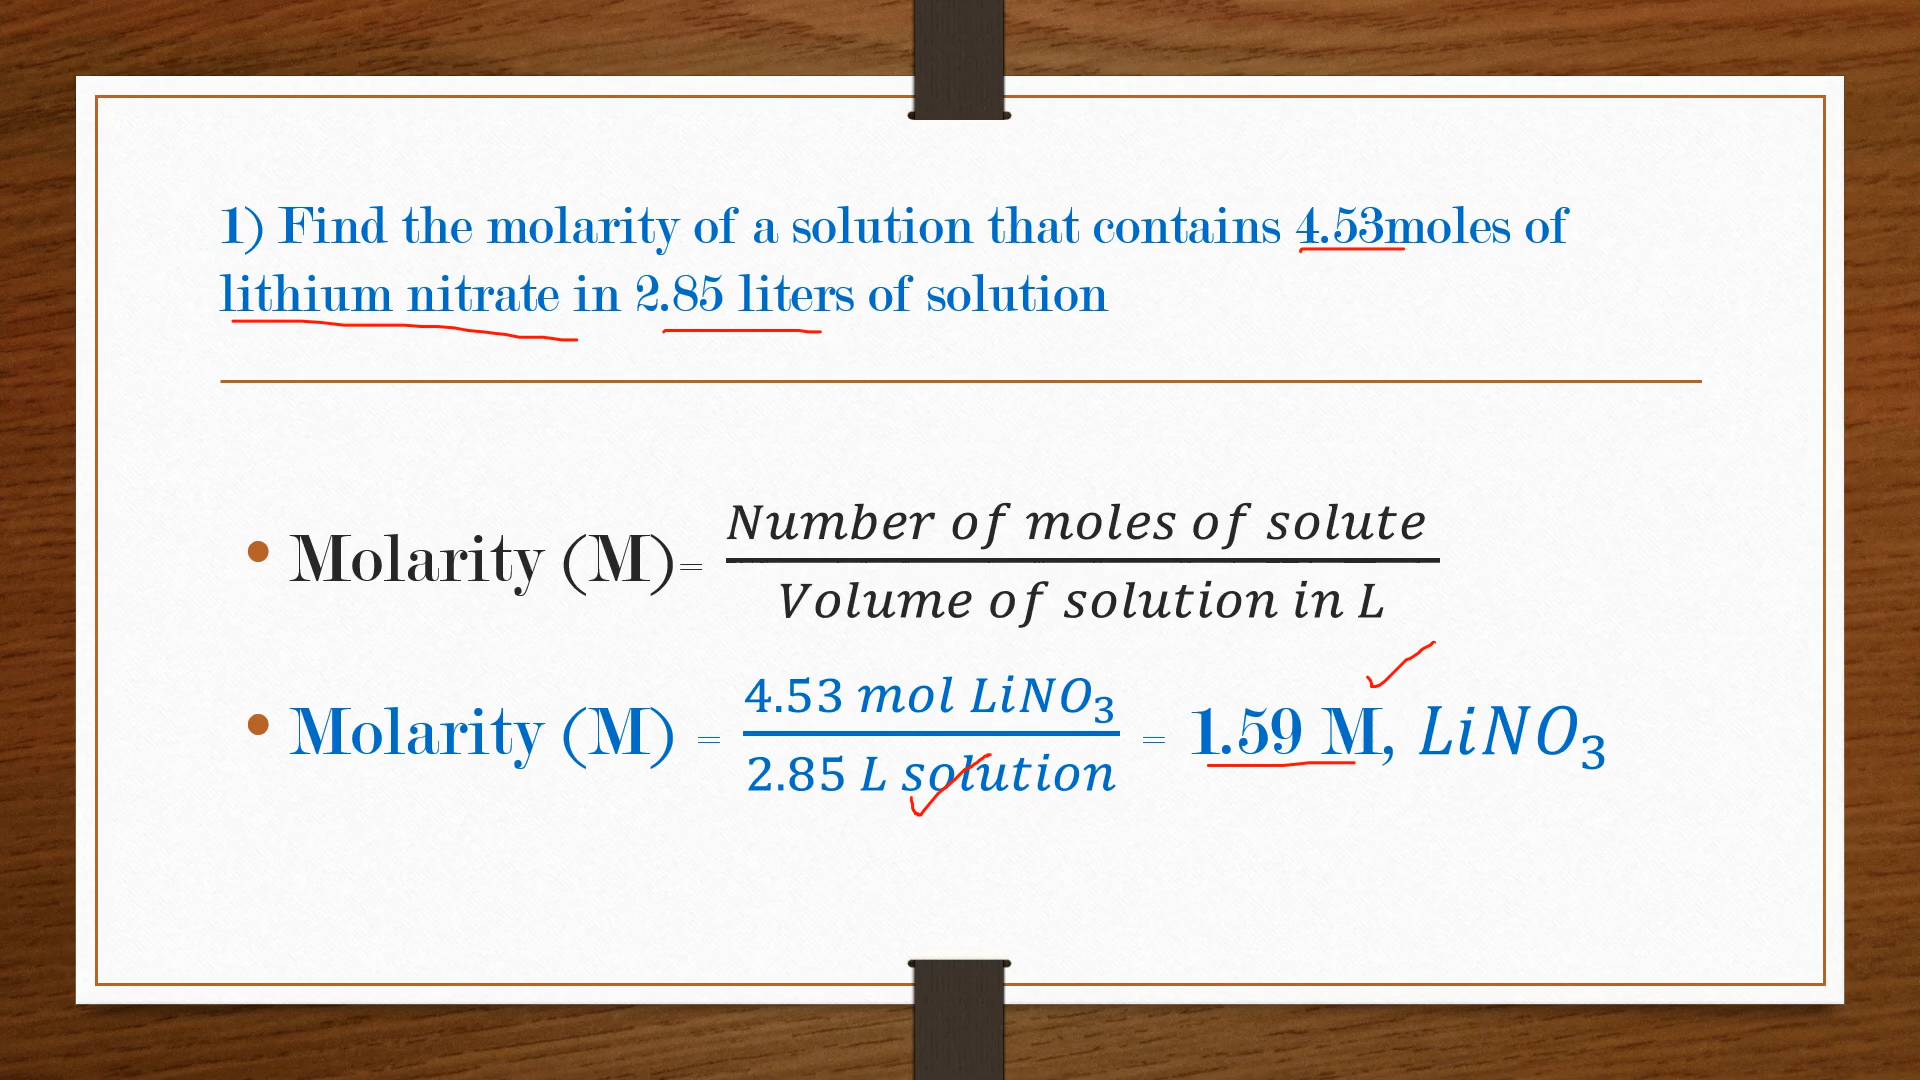 1) Find the molarity of a solution that contains 4.53moles of
lithium nitrate in 2.85 liters of solution
• Molarity (M)= Number of moles of solute / Volume of solution in L
• Molarity (M) = 4.53 mol LiNO₃ / 2.85 L solution = 1.59 M, LiNO₃